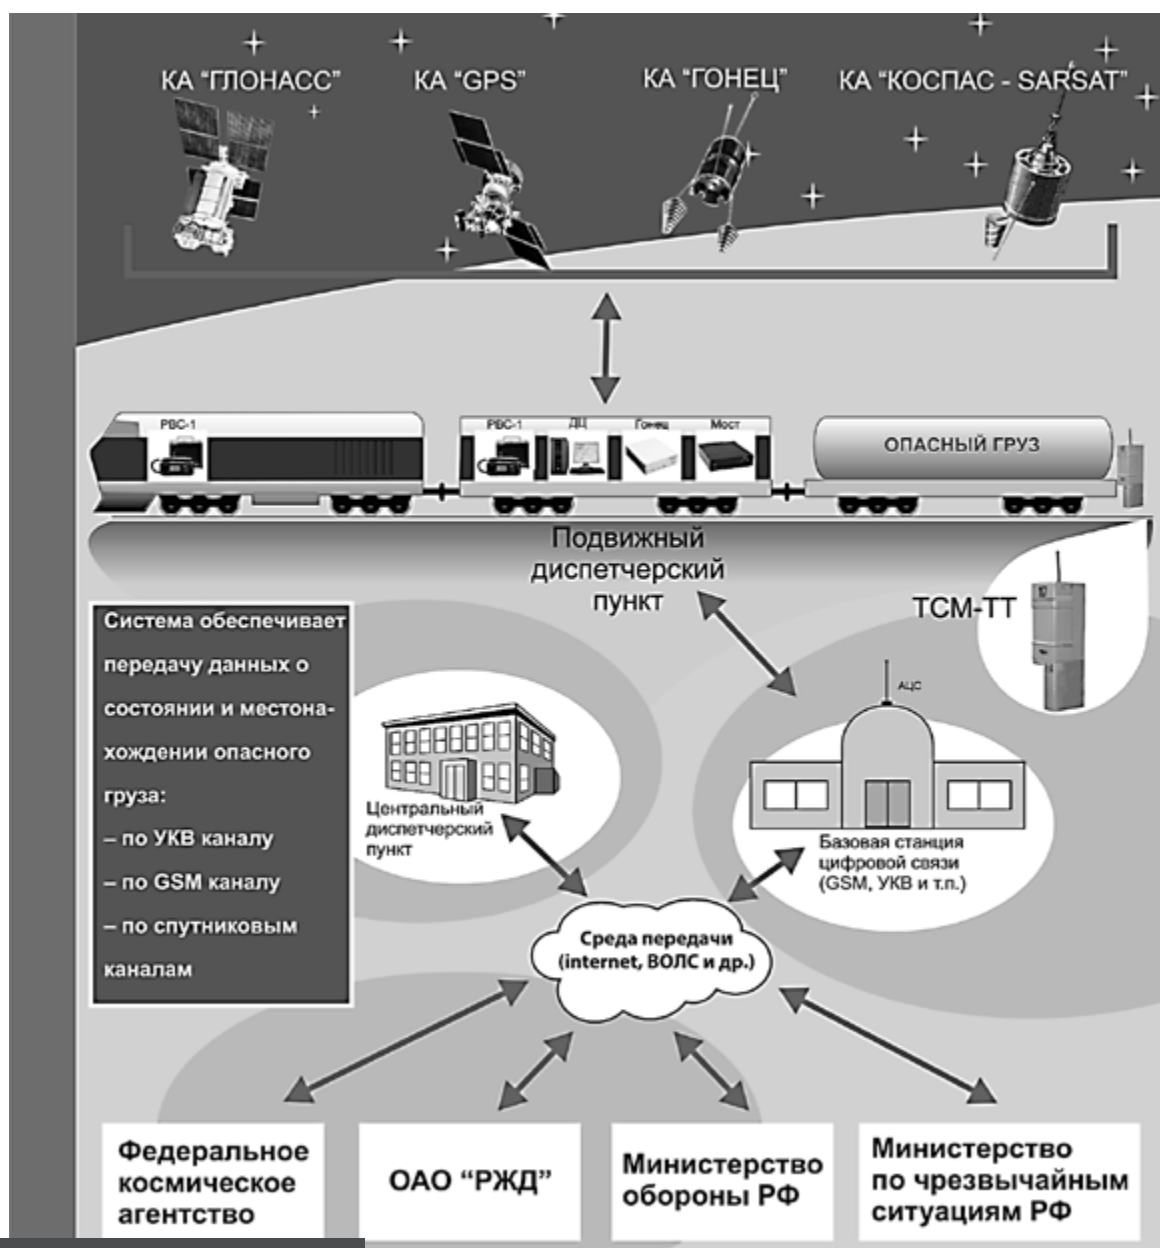 КА “ГЛОНАСС”
КА “GPS”
КА “ГОНЕЦ”
КА “КОСПАС - SARSAT”
РВС-1
РВС-1
ДЦ
Гонец
Мост
ОПАСНЫЙ ГРУЗ
Подвижный
диспетчерский
пункт
ТСМ-ТТ
Система обеспечивает
передачу данных о
состоянии и местона-
хождении опасного
груза:
– по УКВ каналу
– по GSM каналу
– по спутниковым
каналам
АЦС
Центральный
диспетчерский
пункт
Базовая станция
цифровой связи
(GSM, УКВ и т.п.)
Среда передачи
(internet, ВОЛС и др.)
Федеральное
космическое
агентство
ОАО “РЖД”
Министерство
обороны РФ
Министерство
по чрезвычайным
ситуациям РФ